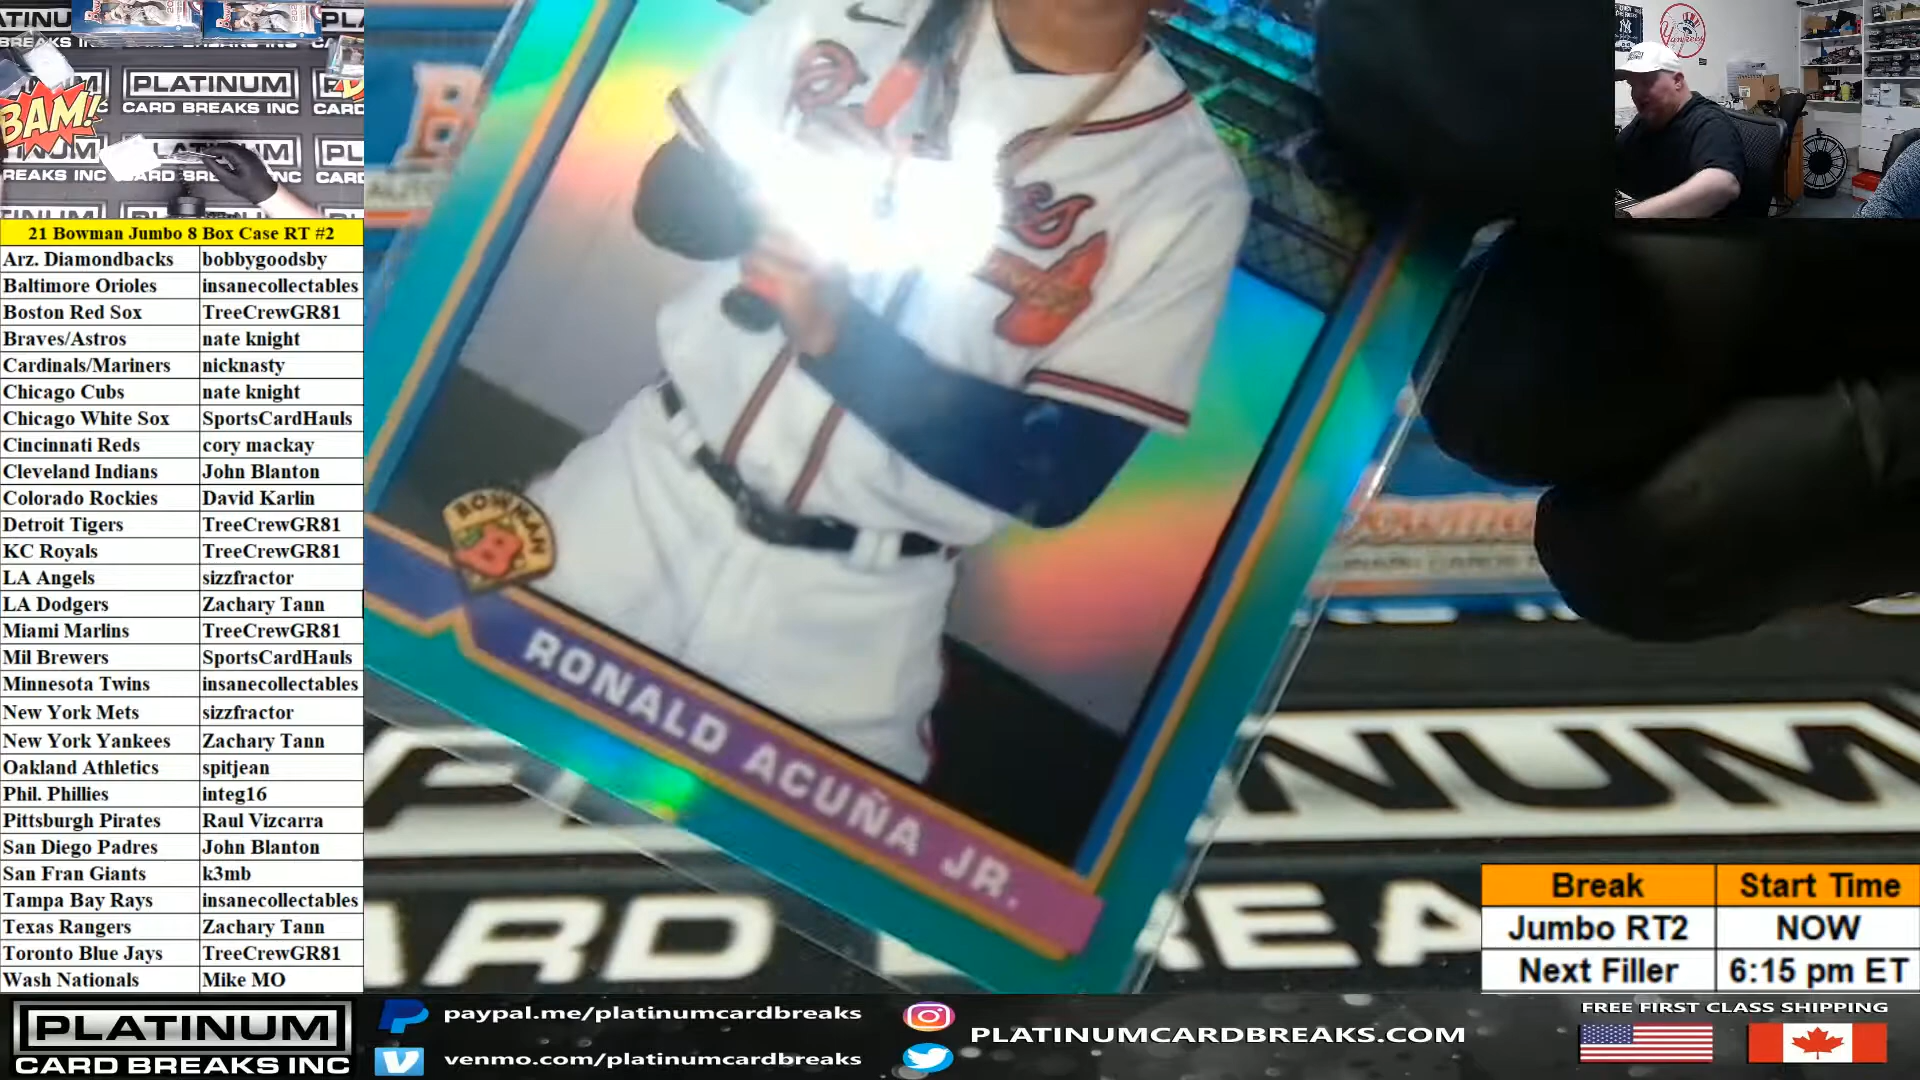 PLATINUM
CARD BREAKS INC
BAM!
21 Bowman Jumbo 8 Box Case RT #2
Arz. Diamondbacks bobbygoodsby
Baltimore Orioles insanecollectables
Boston Red Sox TreeCrewGR81
Braves/Astros nate knight
Cardinals/Mariners nicknasty
Chicago Cubs nate knight
Chicago White Sox SportsCardHauls
Cincinnati Reds cory mackay
Cleveland Indians John Blanton
Colorado Rockies David Karlin
Detroit Tigers TreeCrewGR81
KC Royals TreeCrewGR81
LA Angels sizzfractor
LA Dodgers Zachary Tann
Miami Marlins TreeCrewGR81
Mil Brewers SportsCardHauls
Minnesota Twins insanecollectables
New York Mets sizzfractor
New York Yankees Zachary Tann
Oakland Athletics spitjean
Phil. Phillies integ16
Pittsburgh Pirates Raul Vizcarra
San Diego Padres John Blanton
San Fran Giants k3mb
Tampa Bay Rays insanecollectables
Texas Rangers Zachary Tann
Toronto Blue Jays TreeCrewGR81
Wash Nationals Mike MO
Yankees
BOWMAN
B
RONALD ACUÑA JR.
NUM
ARD BREA
Break Start Time
Jumbo RT2 NOW
Next Filler 6:15 pm ET
PLATINUM
CARD BREAKS INC
paypal.me/platinumcardbreaks
venmo.com/platinumcardbreaks
PLATINUMCARDBREAKS.COM
FREE FIRST CLASS SHIPPING